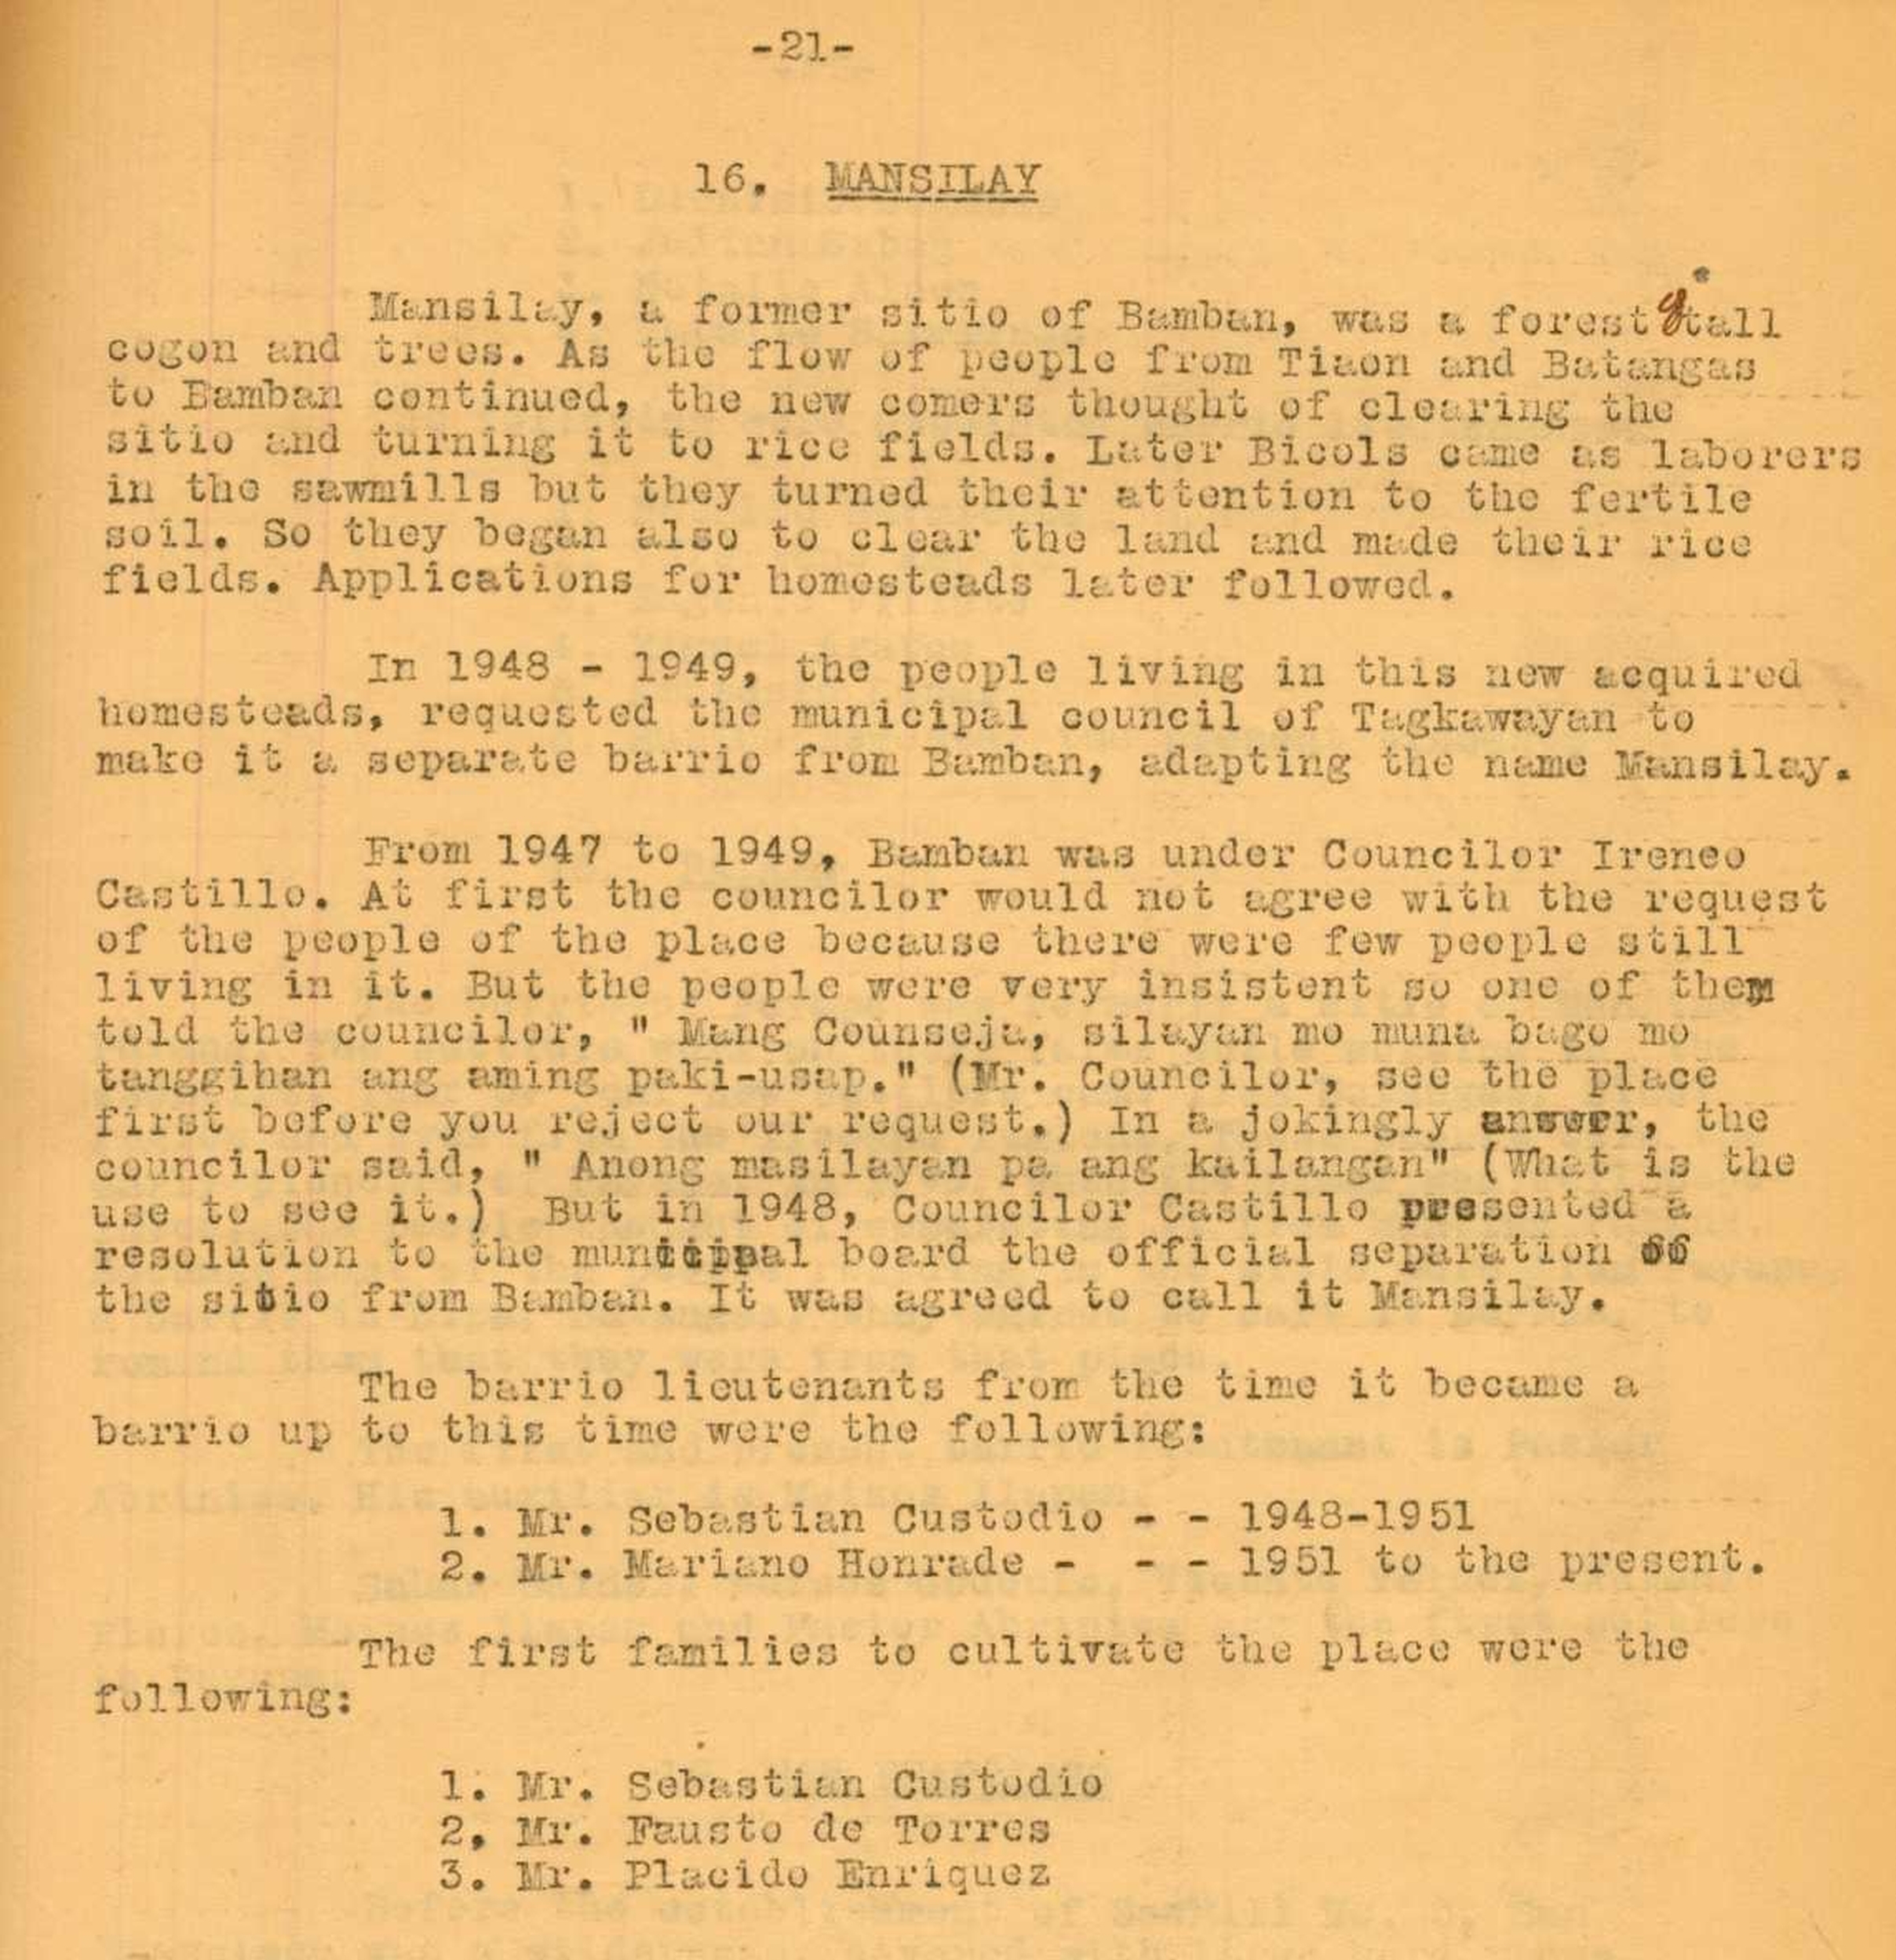 -21-
16. MANSILAY
Mansilay, a former sitio of Bamban, was a forest tall
cogon and trees. As the flow of people from Tiaon and Batangas
to Bamban continued, the new comers thought of clearing the
sitio and turning it to rice fields. Later Bicols came as laborers
in the sawmills but they turned their attention to the fertile
soil. So they began also to clear the land and made their rice
fields. Applications for homesteads later followed.
In 1948 - 1949, the people living in this new acquired
homesteads, requested the municipal council of Tagkawayan to
make it a separate barrio from Bamban, adapting the name Mansilay.
From 1947 to 1949, Bamban was under Councilor Ireneo
Castillo. At first the councilor would not agree with the request
of the people of the place because there were few people still
living in it. But the people were very insistent so one of them
told the councilor, " Mang Counseja, silayan mo muna bago mo
tanggihan ang aming paki-usap." (Mr. Councilor, see the place
first before you reject our request.) In a jokingly answer, the
councilor said, " Anong masilayan pa ang kailangan" (What is the
use to see it.) But in 1948, Councilor Castillo presented a
resolution to the municipal board the official separation of
the sitio from Bamban. It was agreed to call it Mansilay.
The barrio lieutenants from the time it became a
barrio up to this time were the following:
1. Mr. Sebastian Custodio - - 1948-1951
2. Mr. Mariano Honrade - - - 1951 to the present.
The first families to cultivate the place were the
following:
1. Mr. Sebastian Custodio
2, Mr. Fausto de Torres
3. Mr. Placido Enriquez